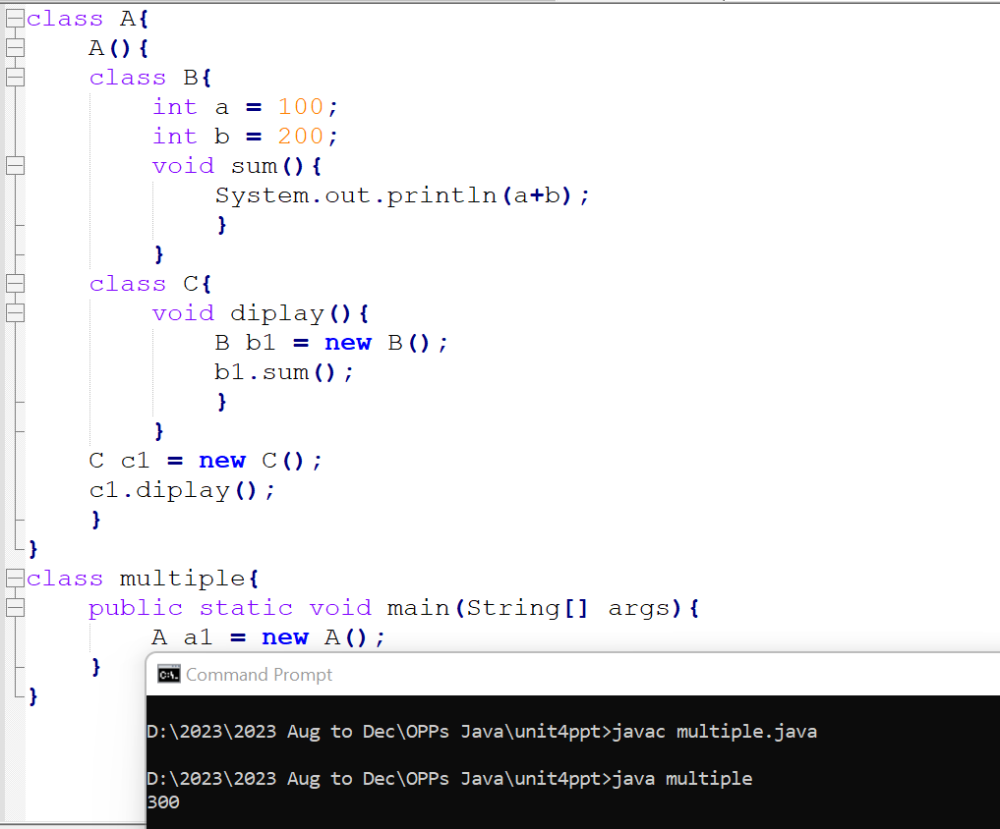 class A{
A(){
class B{
int a = 100;
int b = 200;
void sum(){
System.out.println(a+b);
}
}
class C{
void diplay(){
B b1 = new B();
b1.sum();
}
}
C c1 = new C();
c1.diplay();
}
}
class multiple{
public static void main(String[] args){
A a1 = new A();
}
}
C:\.
Command Prompt
D:\2023\2023 Aug to Dec\OPPs Java\unit4ppt>javac multiple.java
D:\2023\2023 Aug to Dec\OPPs Java\unit4ppt>java multiple
300